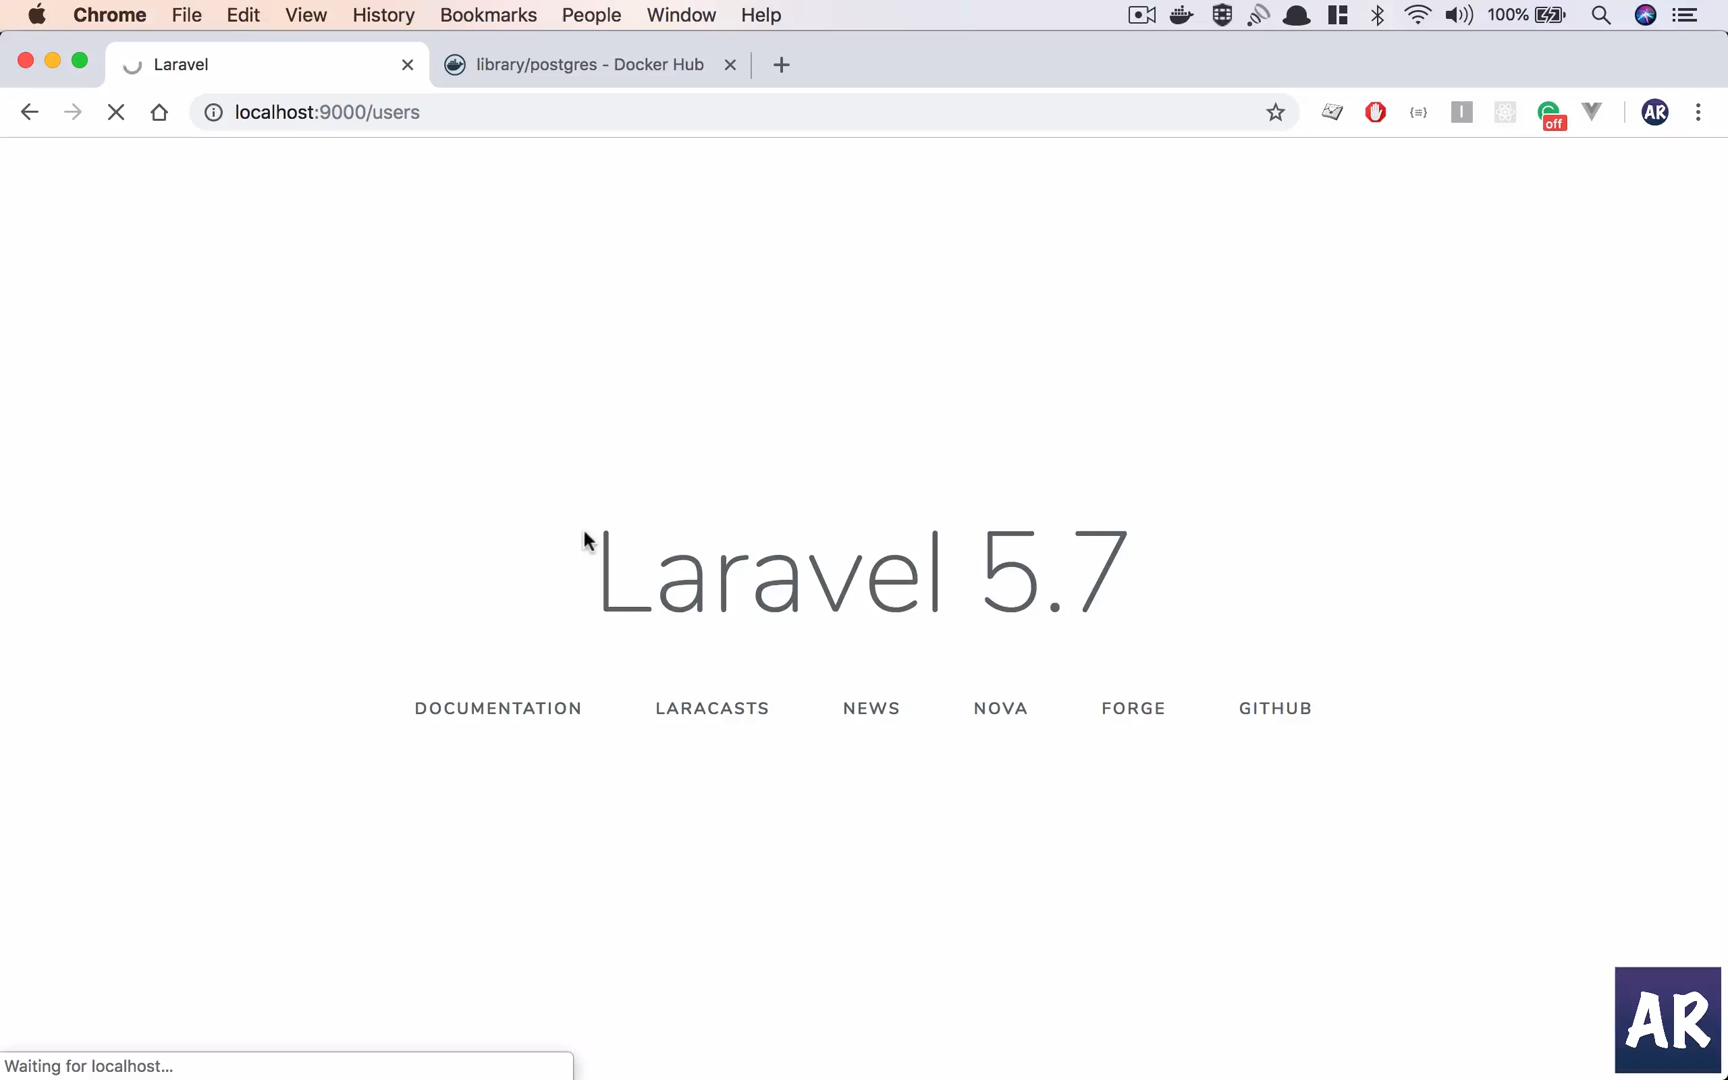 Chrome File Edit View History Bookmarks People Window Help 100%
Laravel library/postgres - Docker Hub
localhost:9000/users
off
AR
Laravel 5.7
DOCUMENTATION LARACASTS NEWS NOVA FORGE GITHUB
AR
Waiting for localhost...